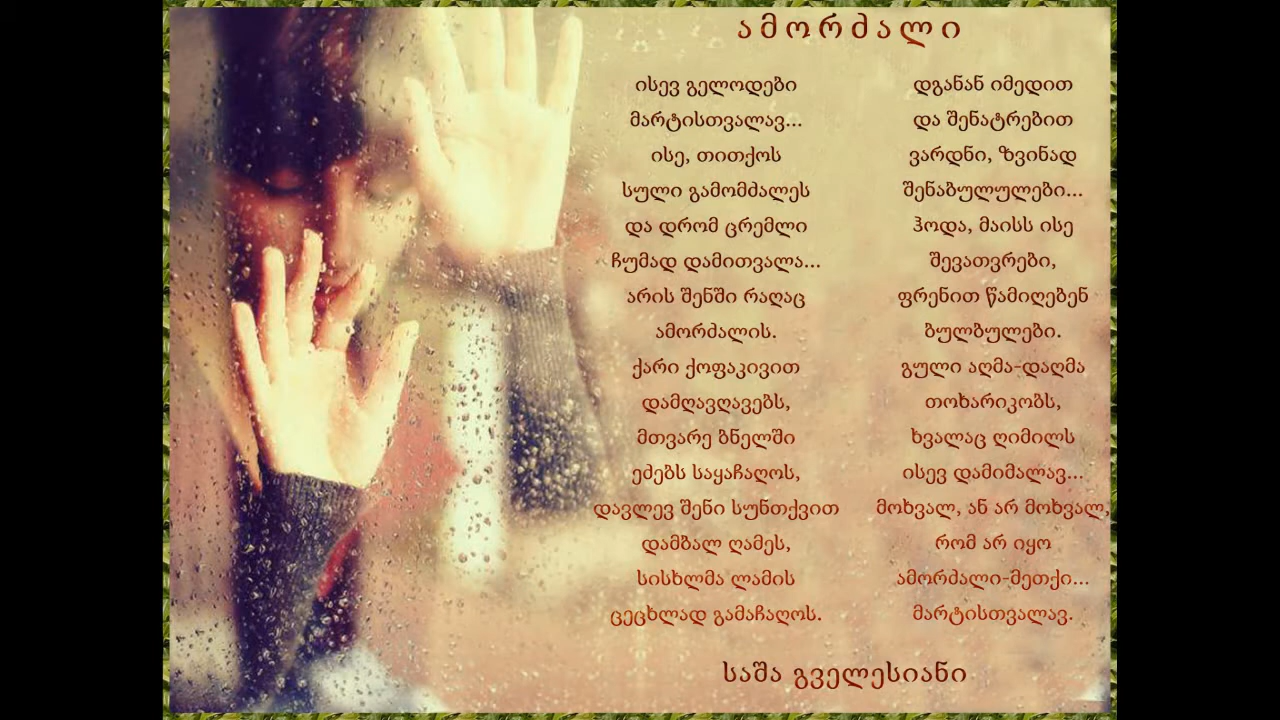 ამორძალი
ისევ გელოდები
მარტისთვალავ...
ისე, თითქოს
სული გამომძალეს
და დრომ ცრემლი
ჩუმად დამითვალა...
არის შენში რაღაც
ამორძალის.
ქარი ქოფაკივით
დამღავღავებს,
მთვარე ბნელში
ეძებს საყაჩაღოს,
დავლევ შენი სუნთქვით
დამბალ ღამეს,
სისხლმა ლამის
ცეცხლად გამაჩაღოს.
დგანან იმედით
და შენატრებით
ვარდნი, ზვინად
შენაბულულები...
ჰოდა, მაისს ისე
შევათვრები,
ფრენით წამიღებენ
ბულბულები.
გული აღმა-დაღმა
თოხარიკობს,
ხვალაც ღიმილს
ისევ დამიმალავ...
მოხვალ, ან არ მოხვალ,
რომ არ იყო
ამორძალი-მეთქი...
მარტისთვალავ.
საშა გველესიანი